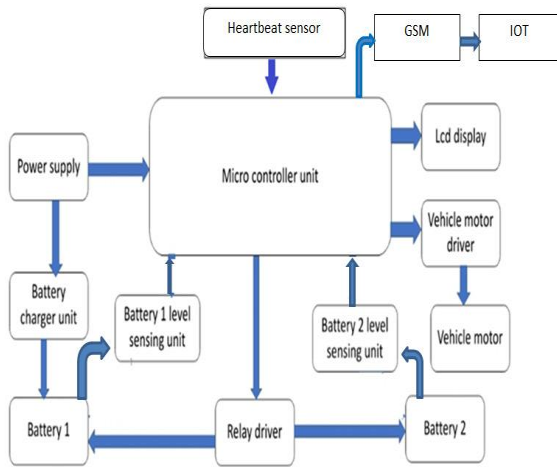 Heartbeat sensor
GSM
IOT
Micro controller unit
Lcd display
Power supply
Vehicle motor
driver
Battery
charger unit
Battery 1 level
sensing unit
Battery 2 level
sensing unit
Vehicle motor
Battery 1
Relay driver
Battery 2